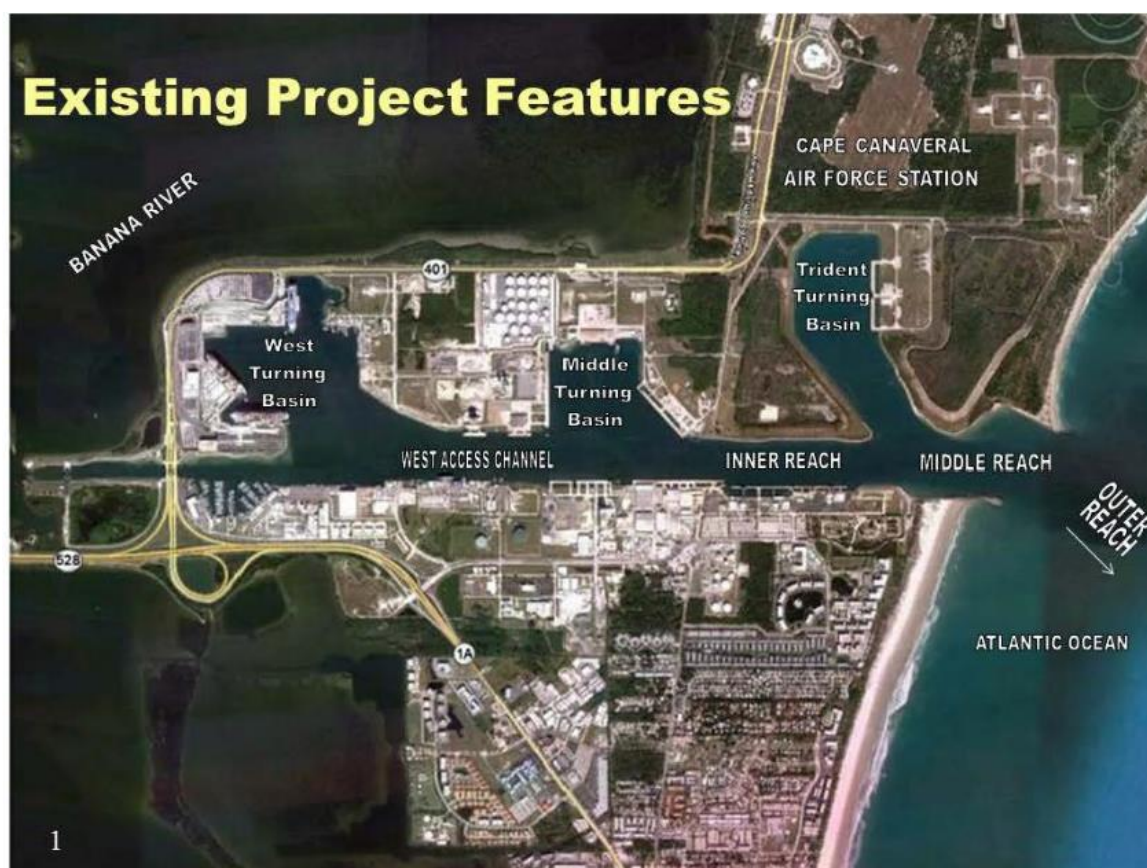 Existing Project Features
CAPE CANAVERAL
AIR FORCE STATION
BANANA RIVER
401
Trident
Turning
Basin
West
Turning
Basin
Middle
Turning
Basin
WEST ACCESS CHANNEL
INNER REACH
MIDDLE REACH
OUTER
REACH
528
ATLANTIC OCEAN
1A
1